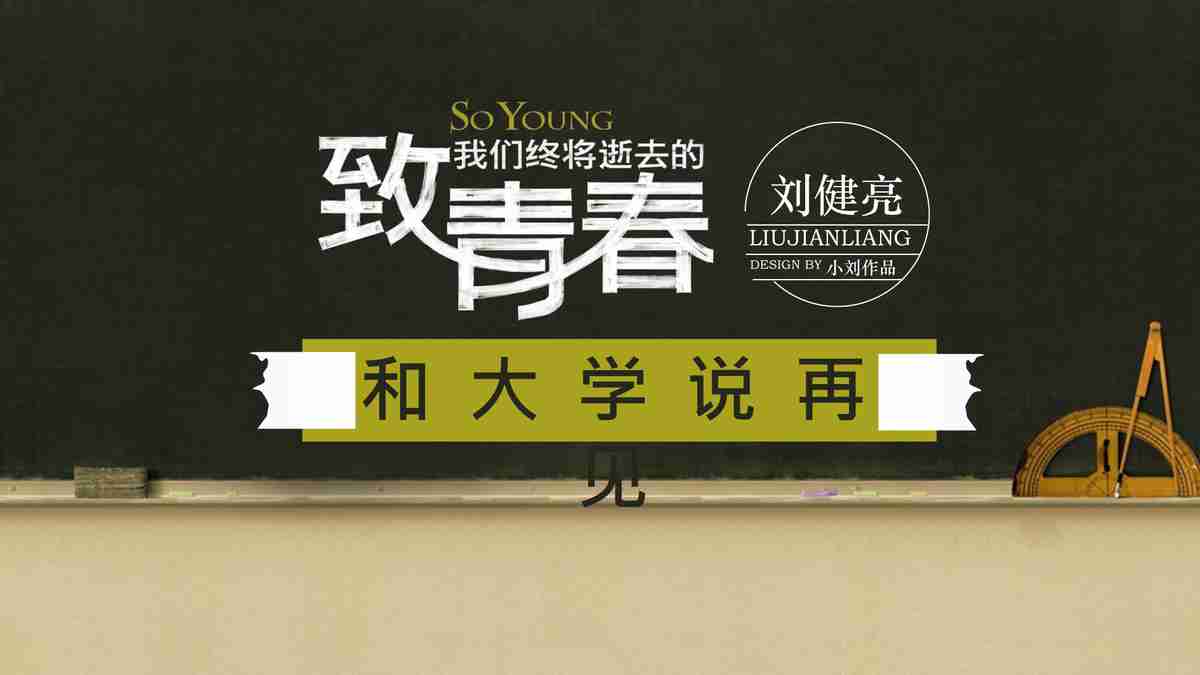 SO YOUNG
我们终将逝去的
致青春
刘健亮
LIUJIANLIANG
DESIGN BY 小刘作品
和大学说再
见